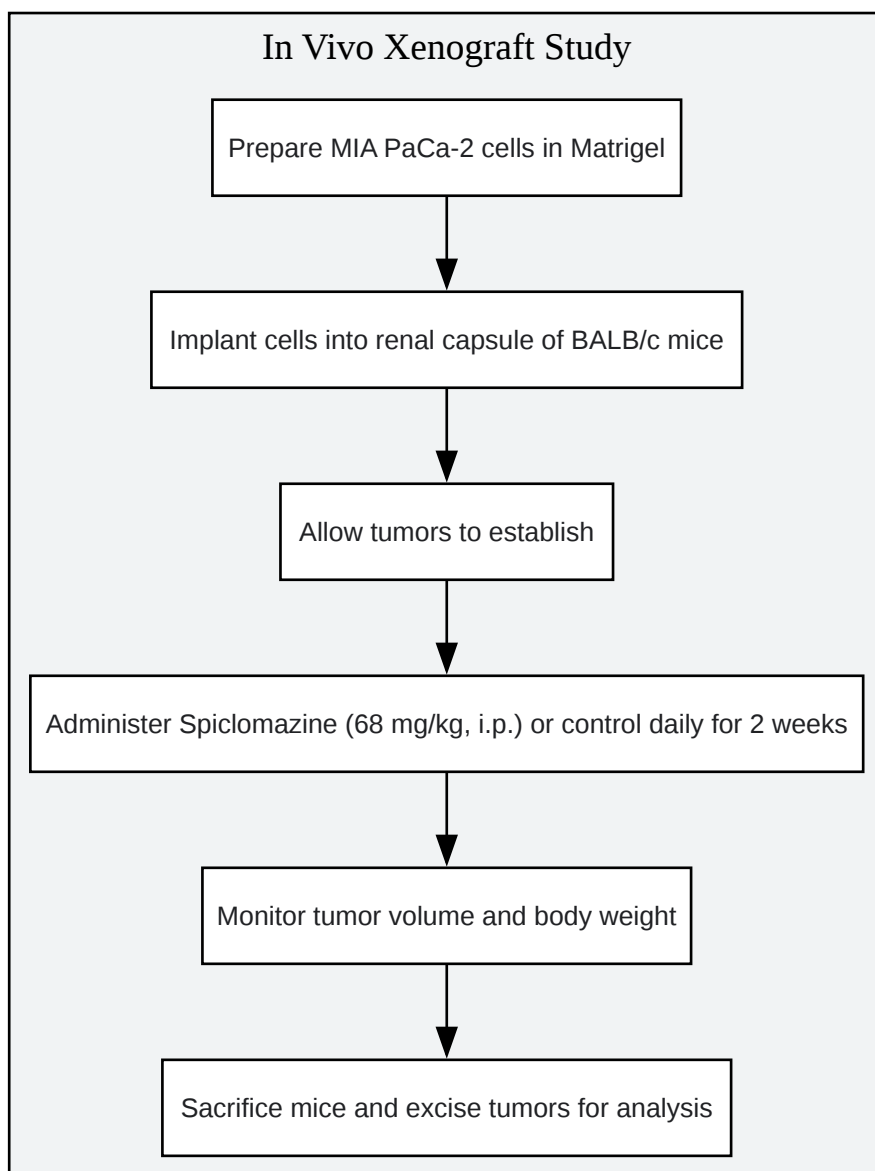 In Vivo Xenograft Study
Prepare MIA PaCa-2 cells in Matrigel
Implant cells into renal capsule of BALB/c mice
Allow tumors to establish
Administer Spiclomazine (68 mg/kg, i.p.) or control daily for 2 weeks
Monitor tumor volume and body weight
Sacrifice mice and excise tumors for analysis